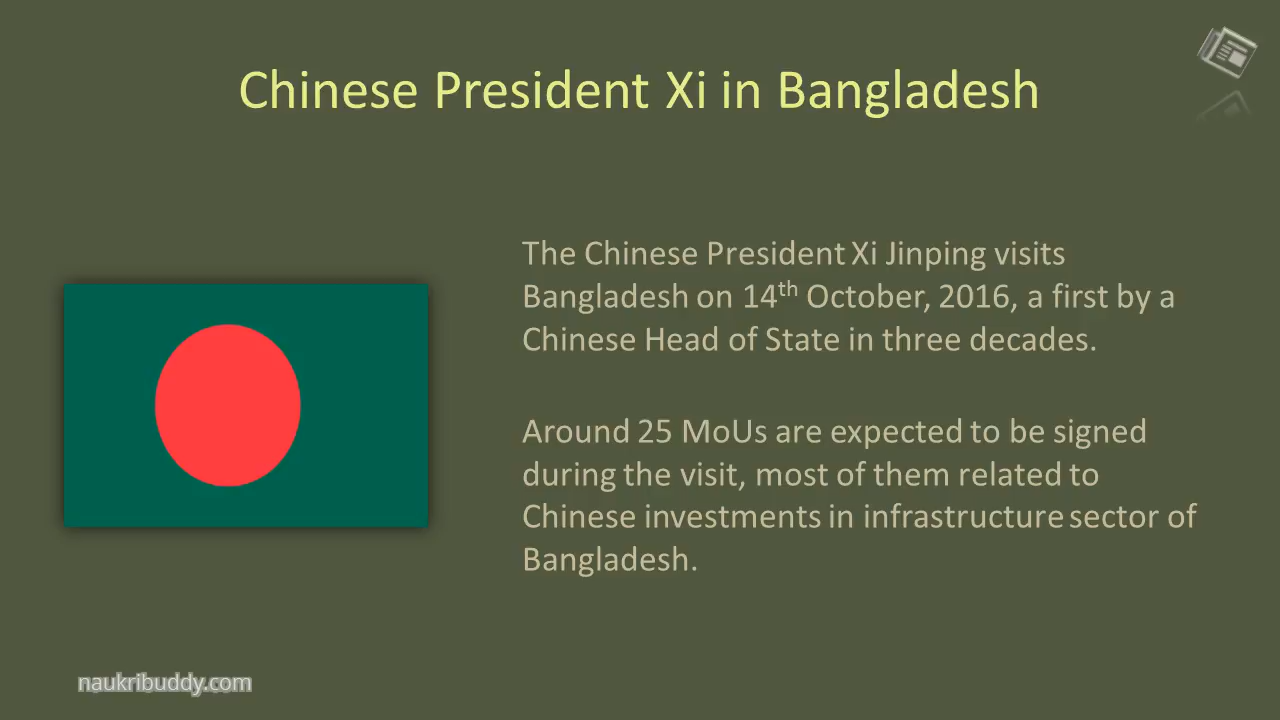 Chinese President Xi in Bangladesh
The Chinese President Xi Jinping visits
Bangladesh on 14th October, 2016, a first by a
Chinese Head of State in three decades.
Around 25 MoUs are expected to be signed
during the visit, most of them related to
Chinese investments in infrastructure sector of
Bangladesh.
naukribuddy.com